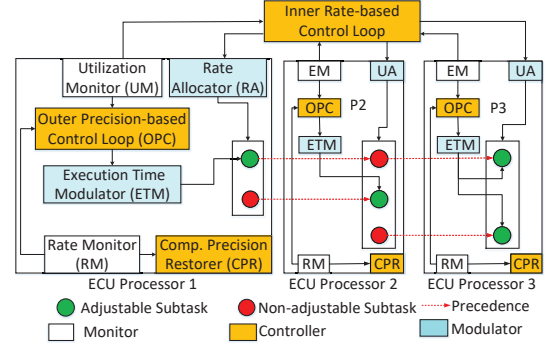 Inner Rate-based
Control Loop
Utilization
Monitor (UM)
Rate
Allocator (RA)
EM
UA
EM
UA
Outer Precision-based
Control Loop (OPC)
OPC
P2
OPC
P3
Execution Time
Modulator (ETM)
ETM
ETM
Rate Monitor
(RM)
Comp. Precision
Restorer (CPR)
RM
CPR
RM
CPR
ECU Processor 1
ECU Processor 2
ECU Processor 3
Adjustable Subtask
Non-adjustable Subtask
Precedence
Monitor
Controller
Modulator